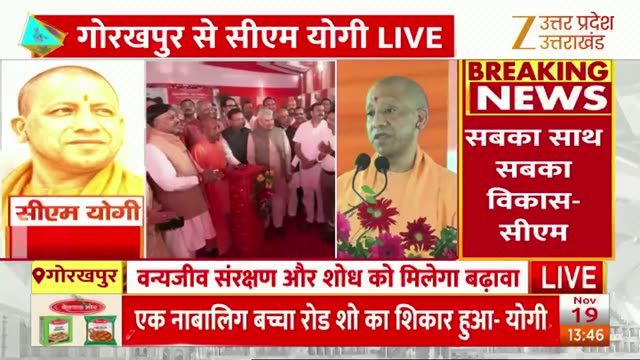 गोरखपुर से सीएम योगी LIVE
Z उत्तर प्रदेश
उत्तराखंड
BREAKING
NEWS
सबका साथ
सबका
विकास-
सीएम
सीएम योगी
गोरखपुर
वन्यजीव संरक्षण और शोध को मिलेगा बढ़ावा
LIVE
एक नाबालिग बच्चा रोड शो का शिकार हुआ- योगी
Nov
19
13:46